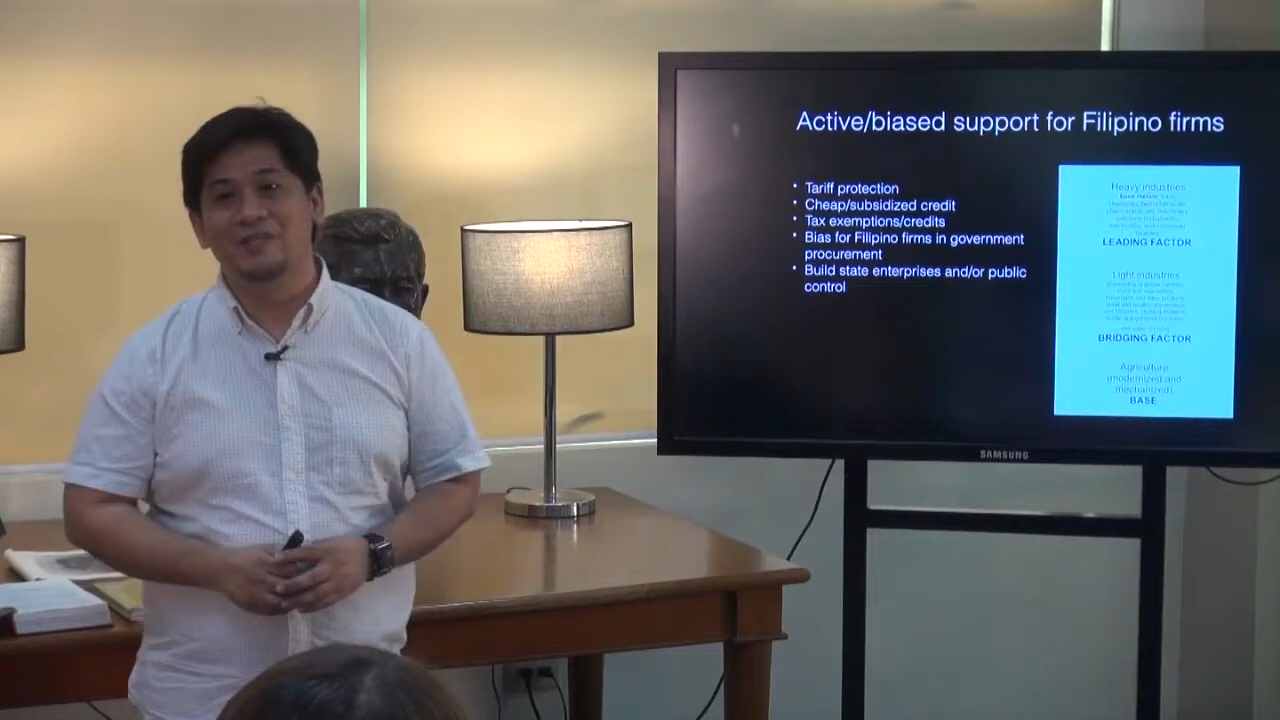 Active/biased support for Filipino firms
• Tariff protection
• Cheap/subsidized credit
• Tax exemptions/credits
• Bias for Filipino firms in government
procurement
• Build state enterprises and/or public
control
Heavy industries
LEADING FACTOR
Light industries
BRIDGING FACTOR
Agriculture
(modernized and
mechanized)
BASE
SAMSUNG